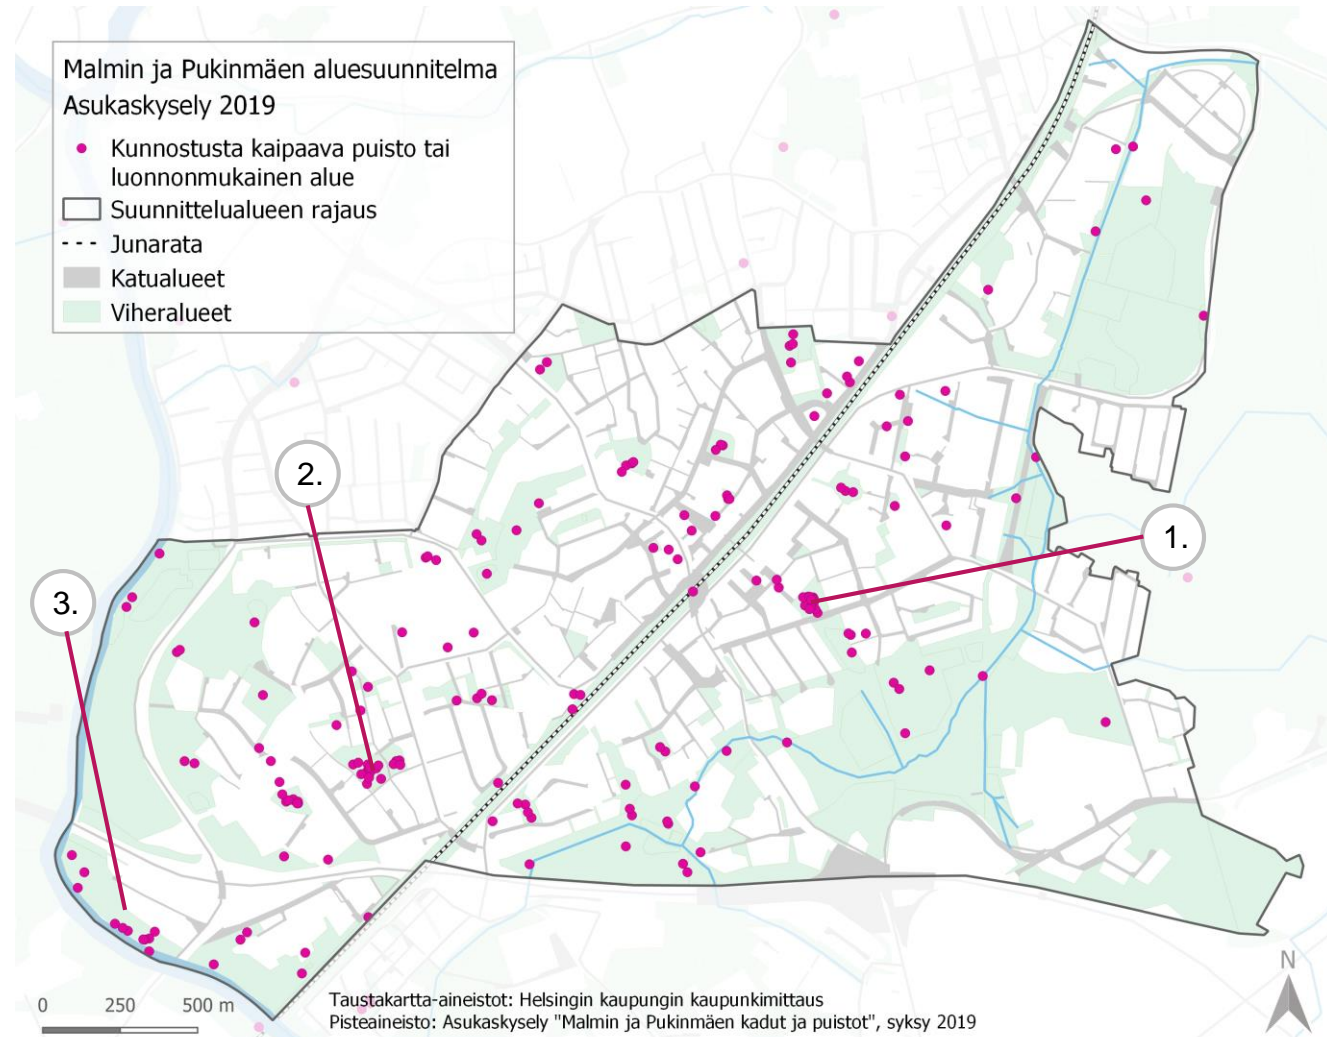 Malmin ja Pukinmäen aluesuunnitelma
Asukaskysely 2019
Kunnostusta kaipaava puisto tai
luonnonmukainen alue
Suunnittelualueen rajaus
Junarata
Katualueet
Viheralueet
2.
1.
3.
0 250 500 m
Taustakartta-aineistot: Helsingin kaupungin kaupunkimittaus
Pisteaineisto: Asukaskysely "Malmin ja Pukinmäen kadut ja puistot", syksy 2019
N